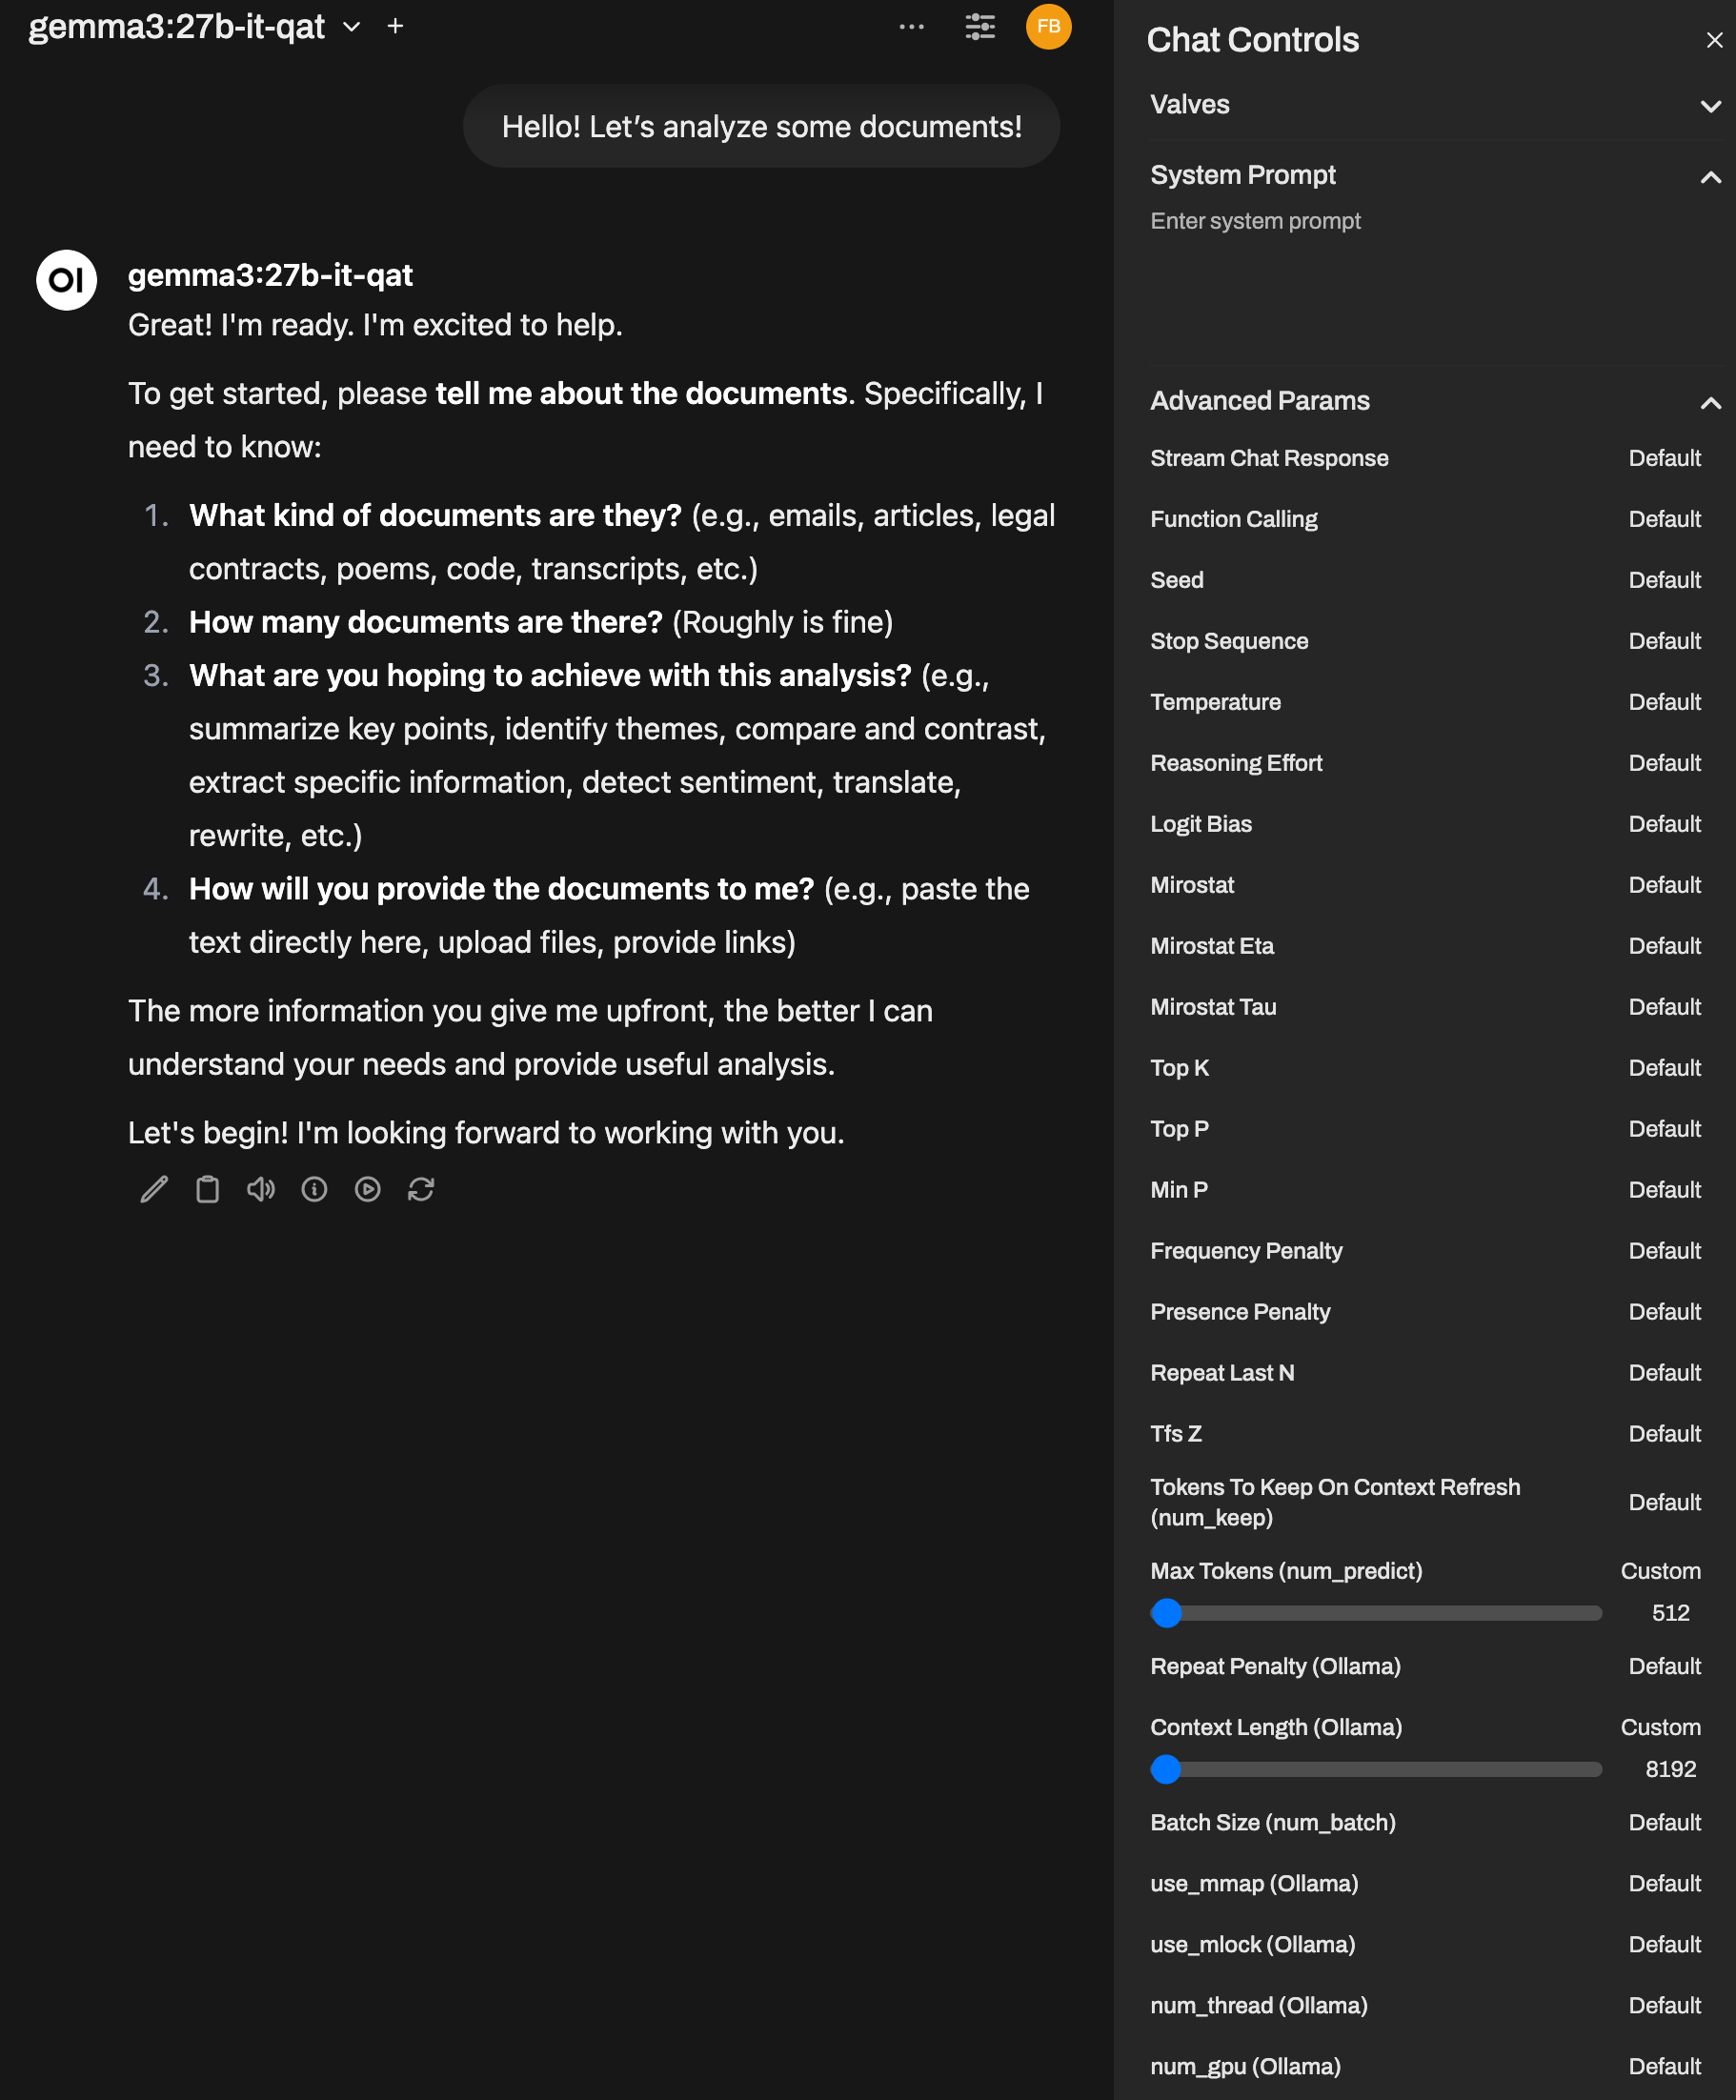 gemma3:27b-it-qat
FB
Hello! Let’s analyze some documents!
OI
gemma3:27b-it-qat
Great! I'm ready. I'm excited to help.
To get started, please tell me about the documents. Specifically, I
need to know:
1. What kind of documents are they? (e.g., emails, articles, legal
contracts, poems, code, transcripts, etc.)
2. How many documents are there? (Roughly is fine)
3. What are you hoping to achieve with this analysis? (e.g.,
summarize key points, identify themes, compare and contrast,
extract specific information, detect sentiment, translate,
rewrite, etc.)
4. How will you provide the documents to me? (e.g., paste the
text directly here, upload files, provide links)
The more information you give me upfront, the better I can
understand your needs and provide useful analysis.
Let's begin! I'm looking forward to working with you.
Chat Controls
Valves
System Prompt
Enter system prompt
Advanced Params
Stream Chat Response Default
Function Calling Default
Seed Default
Stop Sequence Default
Temperature Default
Reasoning Effort Default
Logit Bias Default
Mirostat Default
Mirostat Eta Default
Mirostat Tau Default
Top K Default
Top P Default
Min P Default
Frequency Penalty Default
Presence Penalty Default
Repeat Last N Default
Tfs Z Default
Tokens To Keep On Context Refresh
(num_keep) Default
Max Tokens (num_predict) Custom
512
Repeat Penalty (Ollama) Default
Context Length (Ollama) Custom
8192
Batch Size (num_batch) Default
use_mmap (Ollama) Default
use_mlock (Ollama) Default
num_thread (Ollama) Default
num_gpu (Ollama) Default